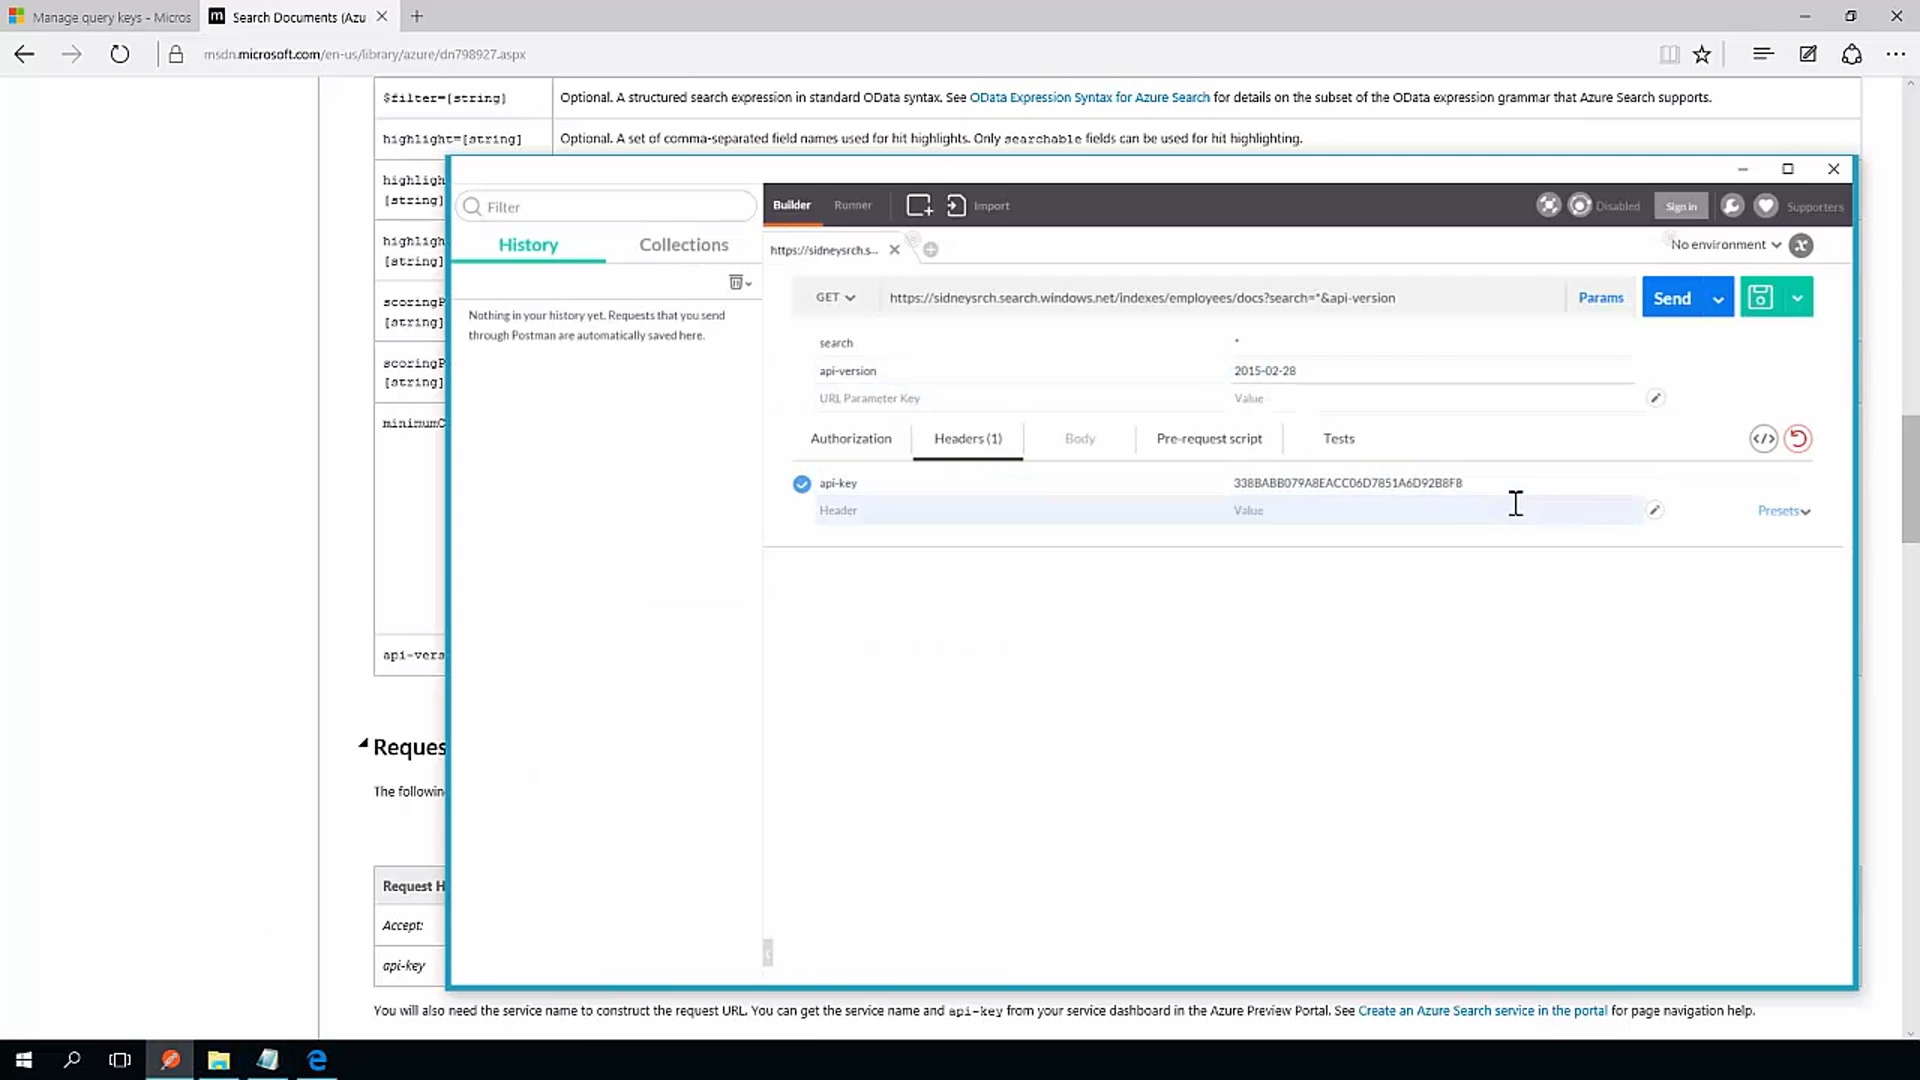 Manage query keys - Micros
Search Documents (Azu
msdn.microsoft.com/en-us/library/azure/dn798927.aspx
$filter=[string]
Optional. A structured search expression in standard OData syntax. See OData Expression Syntax for Azure Search for details on the subset of the OData expression grammar that Azure Search supports.
highlight=[string]
Optional. A set of comma-separated field names used for hit highlights. Only searchable fields can be used for hit highlighting.
highligh
[string]
highligh
[string]
scoringP
[string]
scoringP
[string]
minimumC
api-vers
Reques
The followin
Request H
Accept:
api-key
You will also need the service name to construct the request URL. You can get the service name and api-key from your service dashboard in the Azure Preview Portal. See Create an Azure Search service in the portal for page navigation help.
Filter
History
Collections
Nothing in your history yet. Requests that you send
through Postman are automatically saved here.
Builder
Runner
Import
Disabled
Sign in
Supporters
https://sidneysrch.s...
No environment
GET
https://sidneysrch.search.windows.net/indexes/employees/docs?search=*&api-version
Params
Send
search
*
api-version
2015-02-28
URL Parameter Key
Value
Authorization
Headers (1)
Body
Pre-request script
Tests
api-key
338BABB079A8EACC06D7851A6D92B8FB
Header
Value
Presets